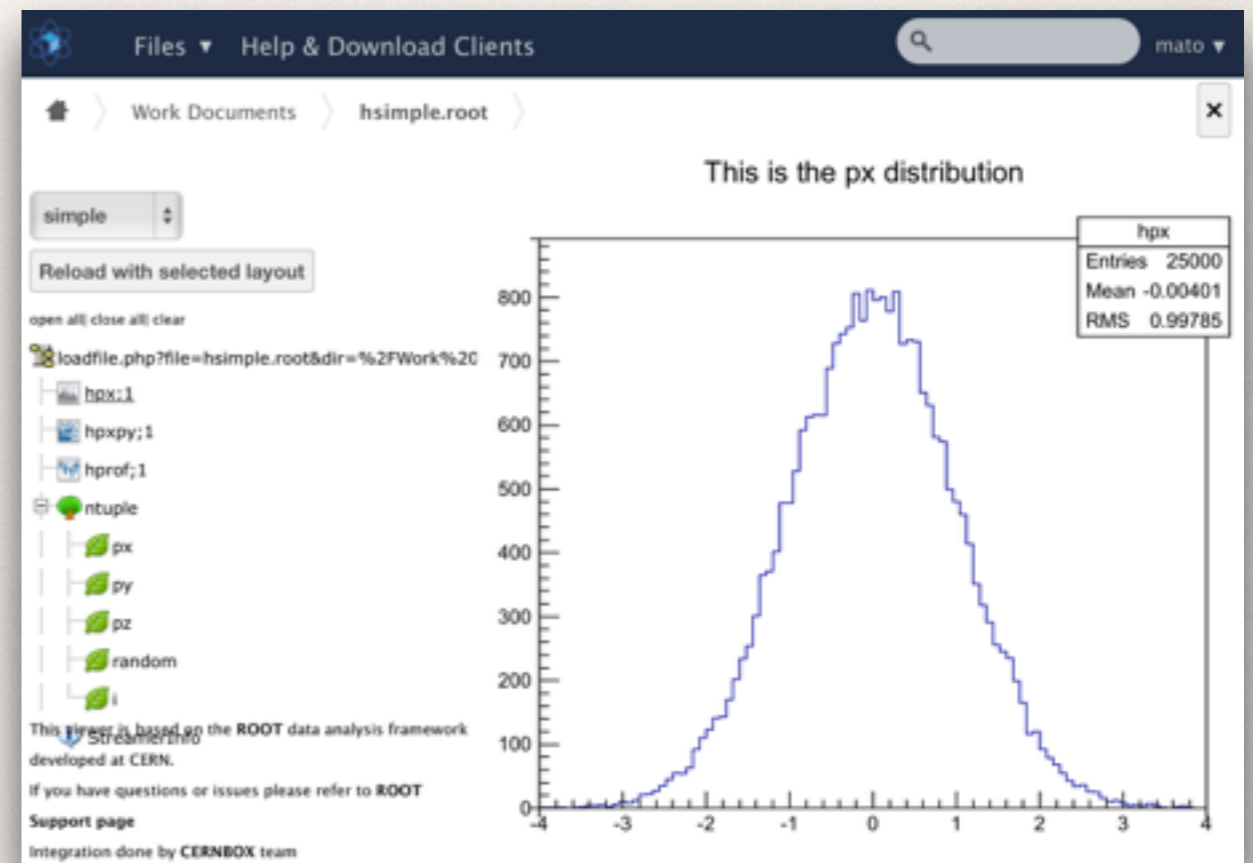 Files ▼ Help & Download Clients mato ▼
Work Documents hsimple.root ×
This is the px distribution
simple
Reload with selected layout
open all| close all| clear
loadfile.php?file=hsimple.root&dir=%2FWork%20
hpx;1
hpxpy;1
hprof;1
ntuple
px
py
pz
random
i
StreamerInfo
This viewer is based on the ROOT data analysis framework
developed at CERN.
If you have questions or issues please refer to ROOT
Support page
Integration done by CERNBOX team
hpx
Entries 25000
Mean -0.00401
RMS 0.99785
800
700
600
500
400
300
200
100
0
-4 -3 -2 -1 0 1 2 3 4